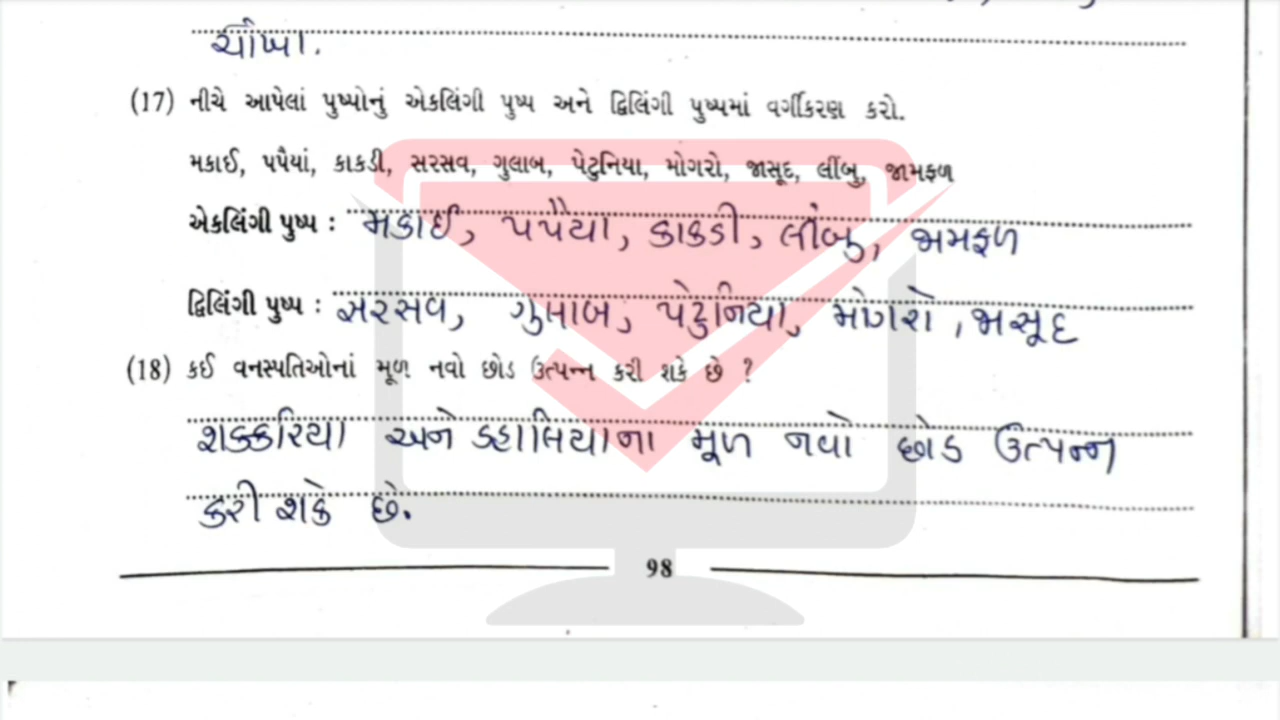 ચોખા.
(17) નીચે આપેલાં પુષ્પોનું એકલિંગી પુષ્પ અને દ્વિલિંગી પુષ્પમાં વર્ગીકરણ કરો.
મકાઈ, પપૈયાં, કાકડી, સરસવ, ગુલાબ, પેટુનિયા, મોગરો, જાસૂદ, લીંબુ, જામફળ
એકલિંગી પુષ્પ : મકાઈ, પપૈયા, કાકડી, લીંબુ, જામફળ
દ્વિલિંગી પુષ્પ : સરસવ, ગુલાબ, પેટુનિયા, મોગરો, જાસૂદ
(18) કઈ વનસ્પતિઓનાં મૂળ નવો છોડ ઉત્પન્ન કરી શકે છે ?
શક્કરિયા અને ડહાલિયાના મૂળ નવો છોડ ઉત્પન્ન
કરી શકે છે.
98